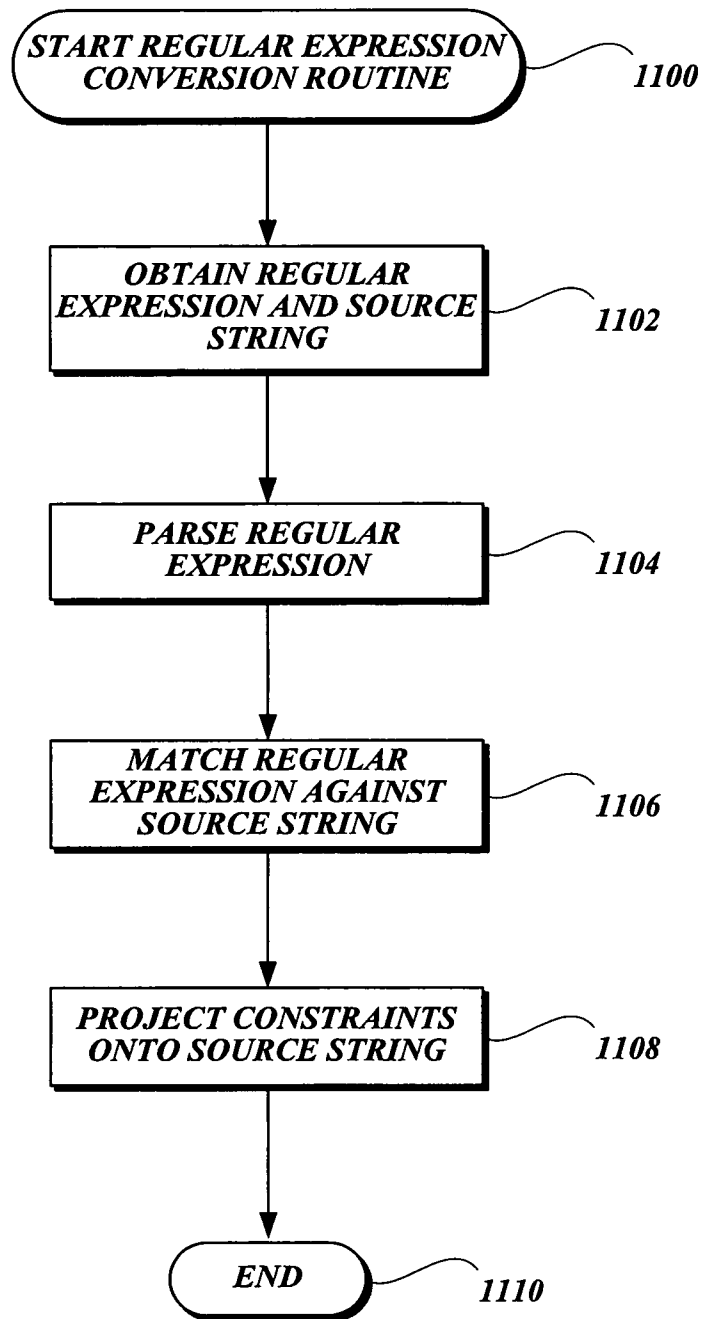 START REGULAR EXPRESSION
CONVERSION ROUTINE
1100
OBTAIN REGULAR
EXPRESSION AND SOURCE
STRING
1102
PARSE REGULAR
EXPRESSION
1104
MATCH REGULAR
EXPRESSION AGAINST
SOURCE STRING
1106
PROJECT CONSTRAINTS
ONTO SOURCE STRING
1108
END
1110